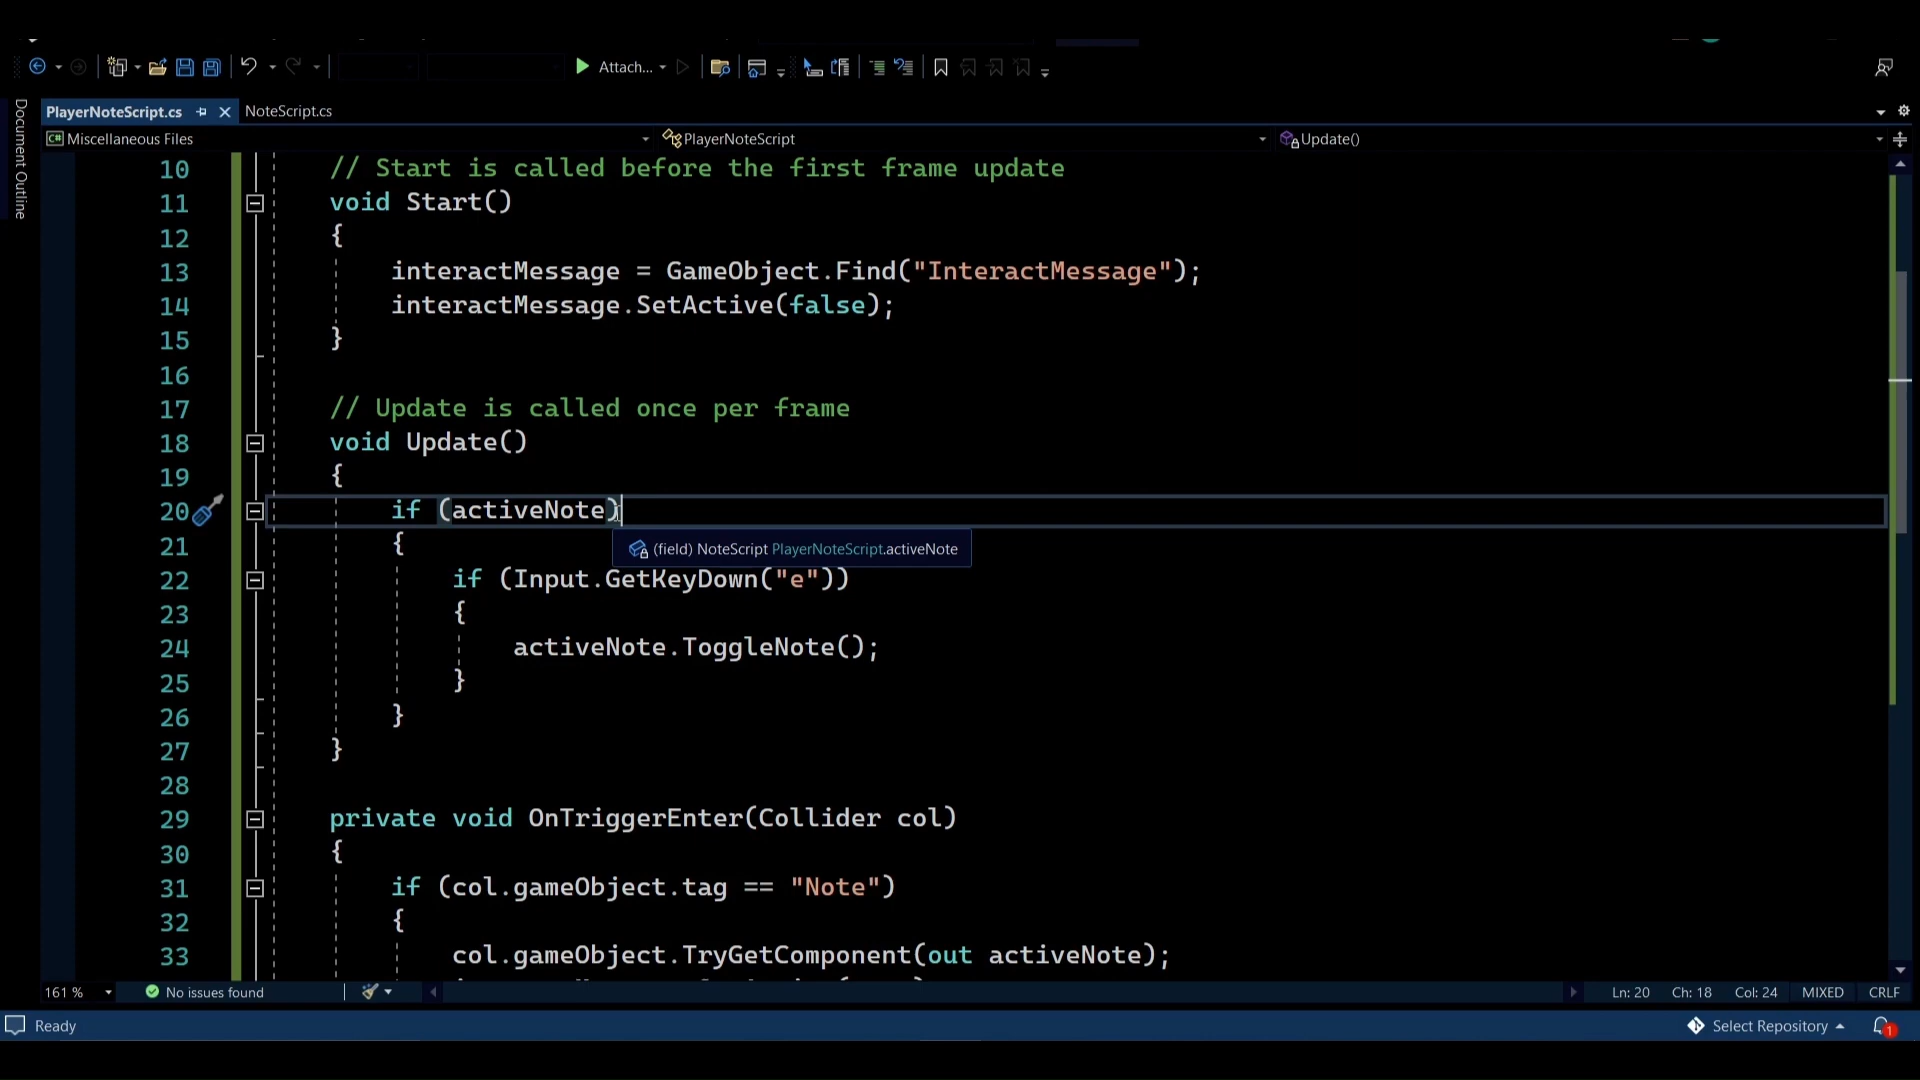 Attach...
PlayerNoteScript.cs
NoteScript.cs
Document Outline
Miscellaneous Files
PlayerNoteScript
Update()
10 // Start is called before the first frame update
11 void Start()
12 {
13 interactMessage = GameObject.Find("InteractMessage");
14 interactMessage.SetActive(false);
15 }
16
17 // Update is called once per frame
18 void Update()
19 {
20 if (activeNote)
21 {
(field) NoteScript PlayerNoteScript.activeNote
22 if (Input.GetKeyDown("e"))
23 {
24 activeNote.ToggleNote();
25 }
26 }
27 }
28
29 private void OnTriggerEnter(Collider col)
30 {
31 if (col.gameObject.tag == "Note")
32 {
33 col.gameObject.TryGetComponent(out activeNote);
161 %
No issues found
Ln: 20 Ch: 18 Col: 24 MIXED CRLF
Ready
Select Repository
1